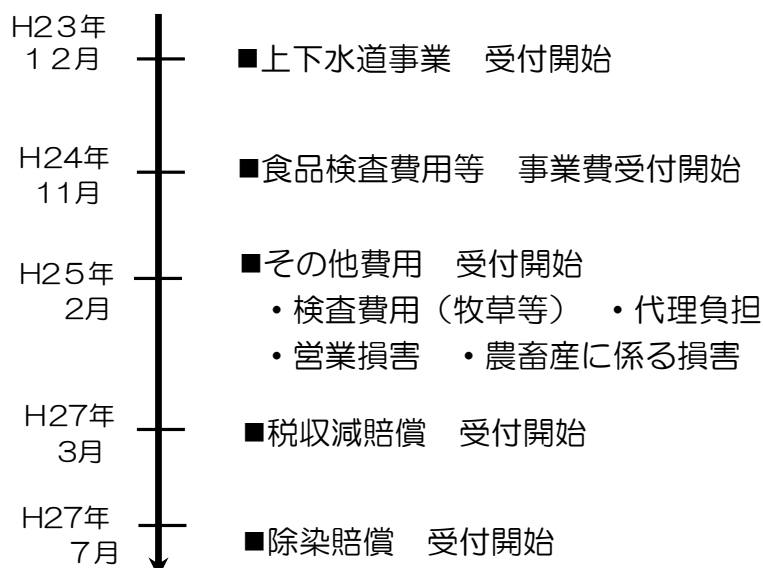 H23年
12月
■上下水道事業　受付開始
H24年
11月
■食品検査費用等　事業費受付開始
H25年
2月
■その他費用　受付開始
・検査費用（牧草等）　・代理負担
・営業損害　・農畜産に係る損害
H27年
3月
■税収減賠償　受付開始
H27年
7月
■除染賠償　受付開始